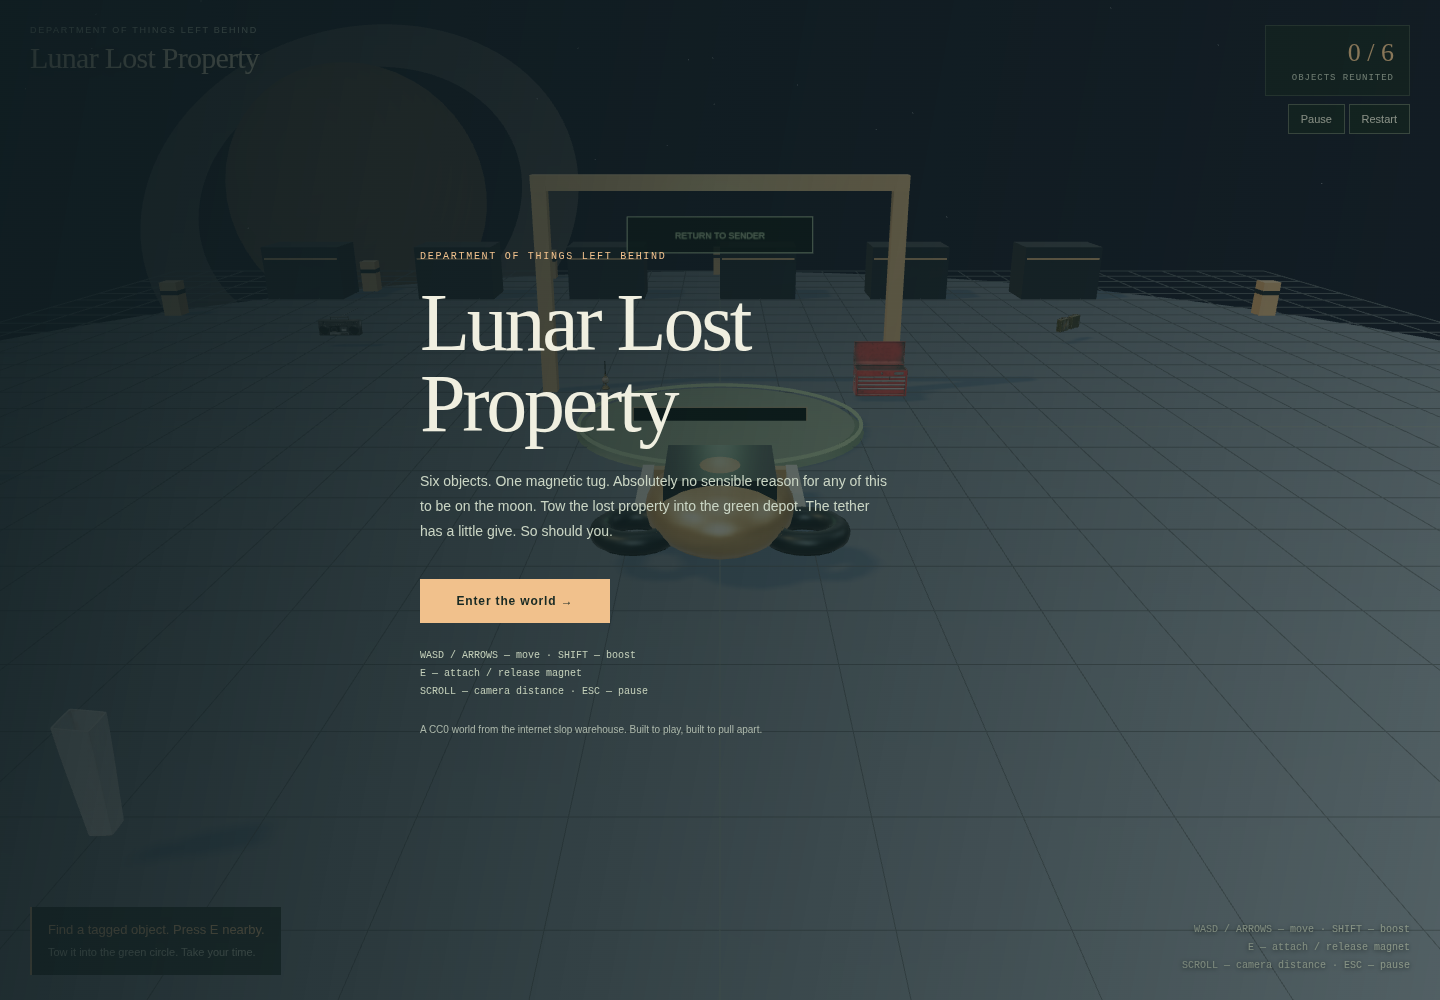 DEPARTMENT OF THINGS LEFT BEHIND
Lunar Lost Property
0 / 6
OBJECTS REUNITED
Pause
Restart
RETURN TO SENDER
DEPARTMENT OF THINGS LEFT BEHIND
Lunar Lost
Property
Six objects. One magnetic tug. Absolutely no sensible reason for any of this
to be on the moon. Tow the lost property into the green depot. The tether
has a little give. So should you.
Enter the world →
WASD / ARROWS — move · SHIFT — boost
E — attach / release magnet
SCROLL — camera distance · ESC — pause
A CC0 world from the internet slop warehouse. Built to play, built to pull apart.
Find a tagged object. Press E nearby.
Tow it into the green circle. Take your time.
WASD / ARROWS — move · SHIFT — boost
E — attach / release magnet
SCROLL — camera distance · ESC — pause